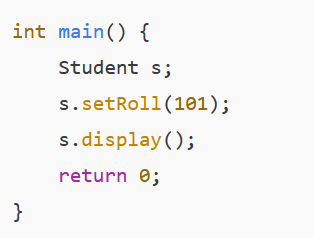 int main() {
    Student s;
    s.setRoll(101);
    s.display();
    return 0;
}